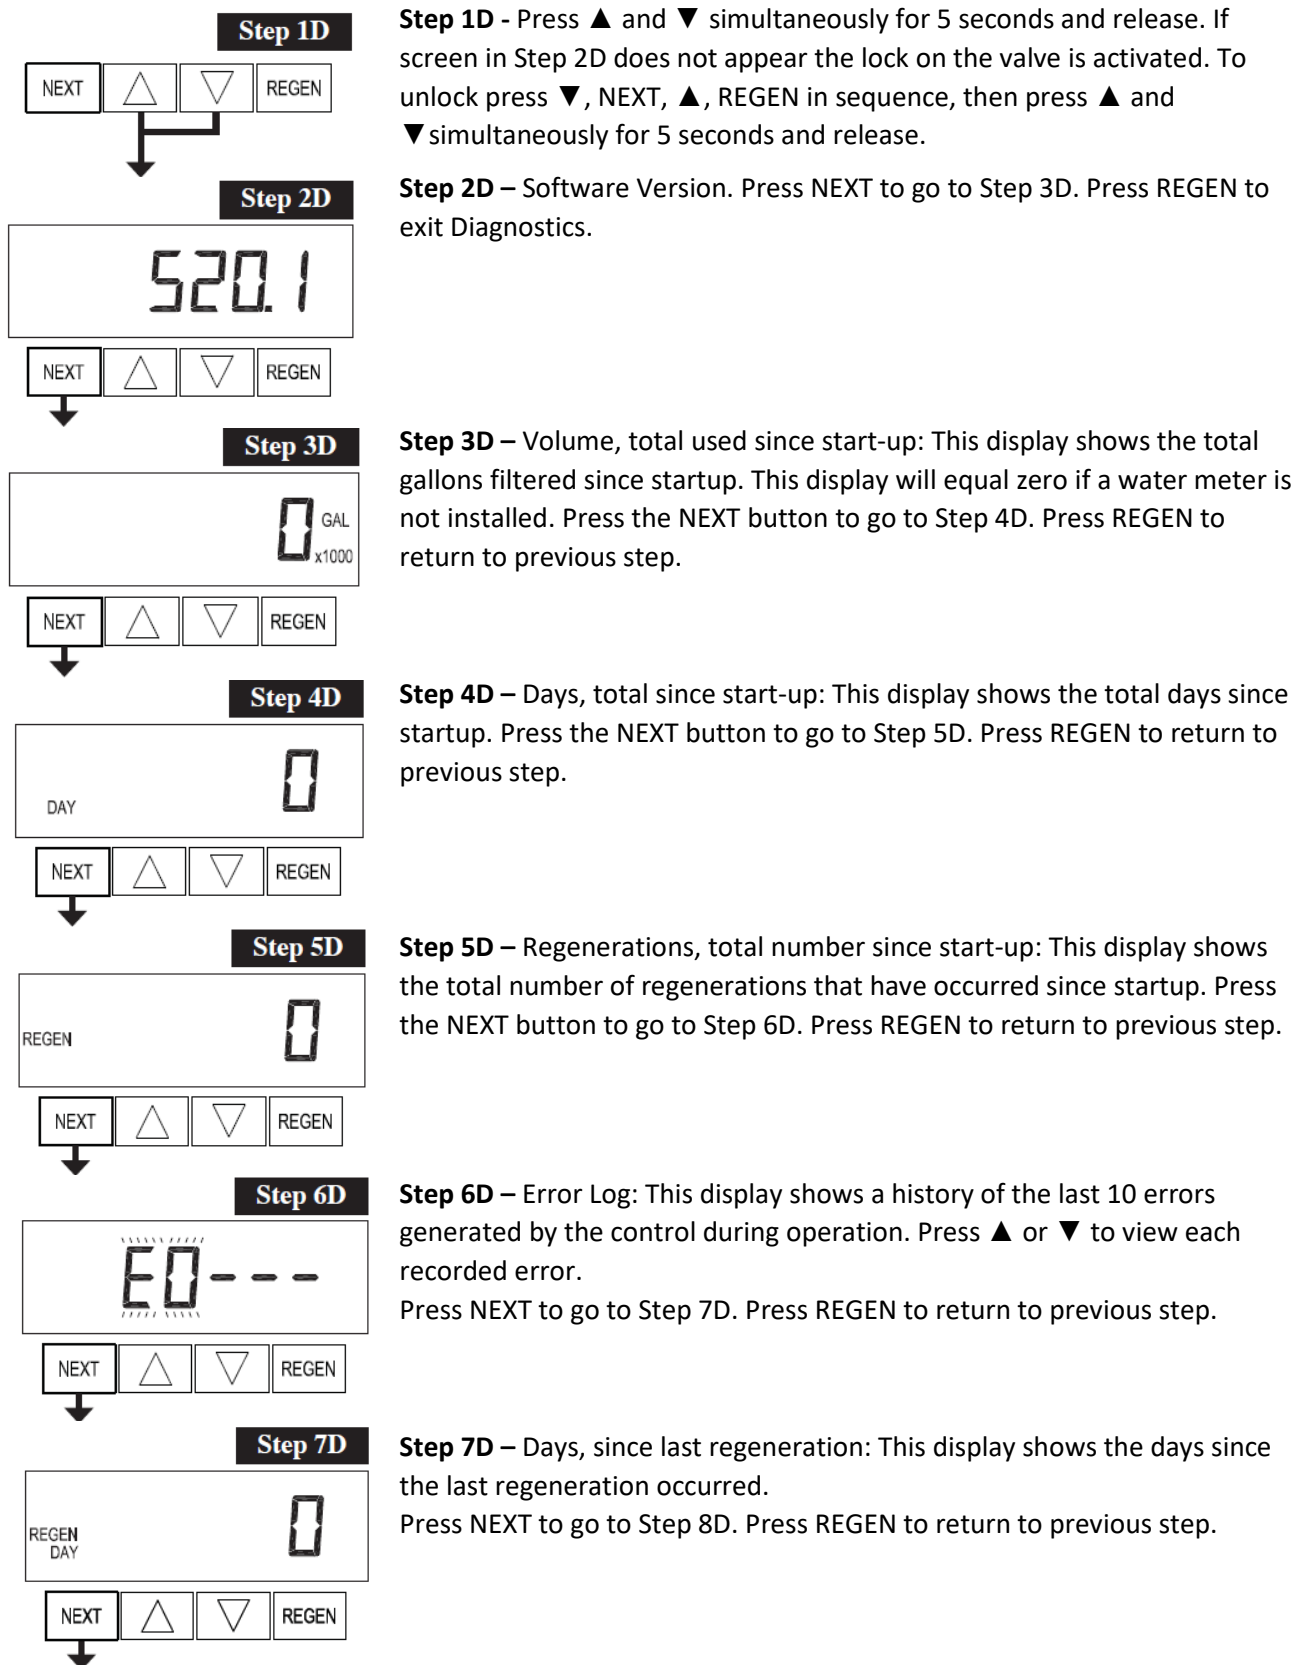 Step 1D
NEXT △ ▽ REGEN
Step 1D - Press ▲ and ▼ simultaneously for 5 seconds and release. If
screen in Step 2D does not appear the lock on the valve is activated. To
unlock press ▼, NEXT, ▲, REGEN in sequence, then press ▲ and
▼simultaneously for 5 seconds and release.
Step 2D
520.1
NEXT △ ▽ REGEN
Step 2D – Software Version. Press NEXT to go to Step 3D. Press REGEN to
exit Diagnostics.
Step 3D
0 GAL
x1000
NEXT △ ▽ REGEN
Step 3D – Volume, total used since start-up: This display shows the total
gallons filtered since startup. This display will equal zero if a water meter is
not installed. Press the NEXT button to go to Step 4D. Press REGEN to
return to previous step.
Step 4D
DAY 0
NEXT △ ▽ REGEN
Step 4D – Days, total since start-up: This display shows the total days since
startup. Press the NEXT button to go to Step 5D. Press REGEN to return to
previous step.
Step 5D
REGEN 0
NEXT △ ▽ REGEN
Step 5D – Regenerations, total number since start-up: This display shows
the total number of regenerations that have occurred since startup. Press
the NEXT button to go to Step 6D. Press REGEN to return to previous step.
Step 6D
E0---
NEXT △ ▽ REGEN
Step 6D – Error Log: This display shows a history of the last 10 errors
generated by the control during operation. Press ▲ or ▼ to view each
recorded error.
Press NEXT to go to Step 7D. Press REGEN to return to previous step.
Step 7D
REGEN
DAY 0
NEXT △ ▽ REGEN
Step 7D – Days, since last regeneration: This display shows the days since
the last regeneration occurred.
Press NEXT to go to Step 8D. Press REGEN to return to previous step.